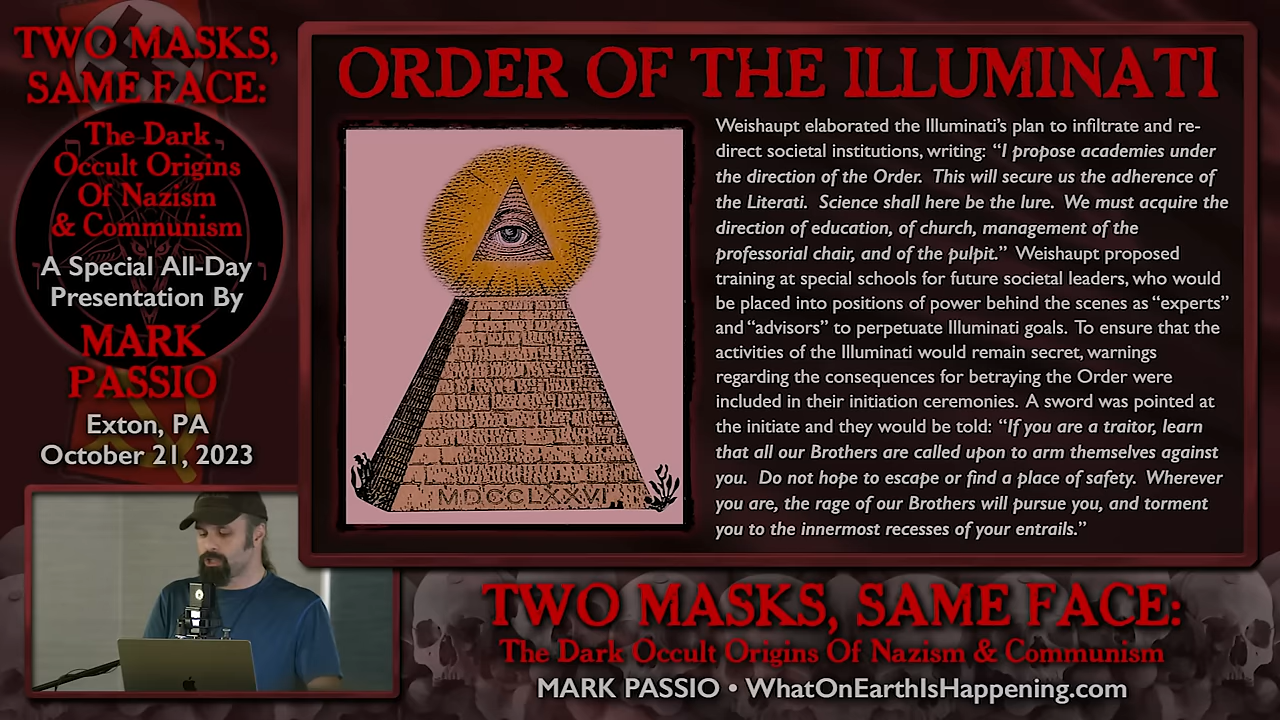 TWO MASKS,
SAME FACE:
The Dark
Occult Origins
Of Nazism
& Communism
A Special All-Day
Presentation By
MARK
PASSIO
Exton, PA
October 21, 2023
ORDER OF THE ILLUMINATI
MDCCLXXVI
Weishaupt elaborated the Illuminati's plan to infiltrate and re-
direct societal institutions, writing: “I propose academies under
the direction of the Order. This will secure us the adherence of
the Literati. Science shall here be the lure. We must acquire the
direction of education, of church, management of the
professorial chair, and of the pulpit.” Weishaupt proposed
training at special schools for future societal leaders, who would
be placed into positions of power behind the scenes as “experts”
and “advisors” to perpetuate Illuminati goals. To ensure that the
activities of the Illuminati would remain secret, warnings
regarding the consequences for betraying the Order were
included in their initiation ceremonies. A sword was pointed at
the initiate and they would be told: “If you are a traitor, learn
that all our Brothers are called upon to arm themselves against
you. Do not hope to escape or find a place of safety. Wherever
you are, the rage of our Brothers will pursue you, and torment
you to the innermost recesses of your entrails.”
TWO MASKS, SAME FACE:
The Dark Occult Origins Of Nazism & Communism
MARK PASSIO • WhatOnEarthIsHappening.com